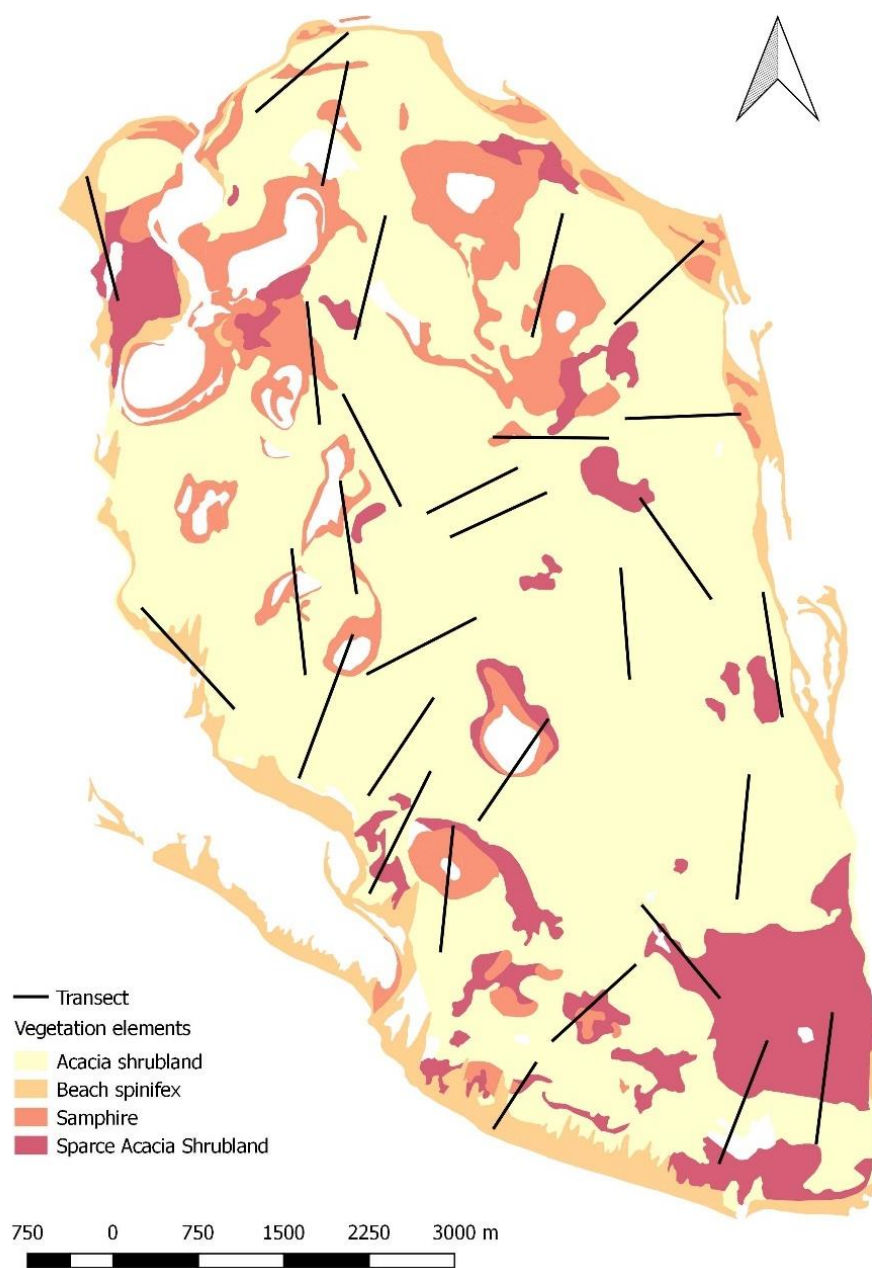 Transect
Vegetation elements
Acacia shrubland
Beach spinifex
Samphire
Sparce Acacia Shrubland
750 0 750 1500 2250 3000 m